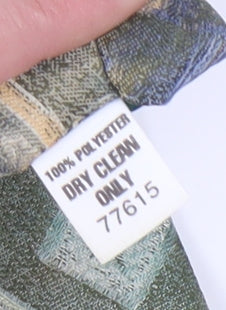 100% POLYESTER
DRY CLEAN
ONLY
77615